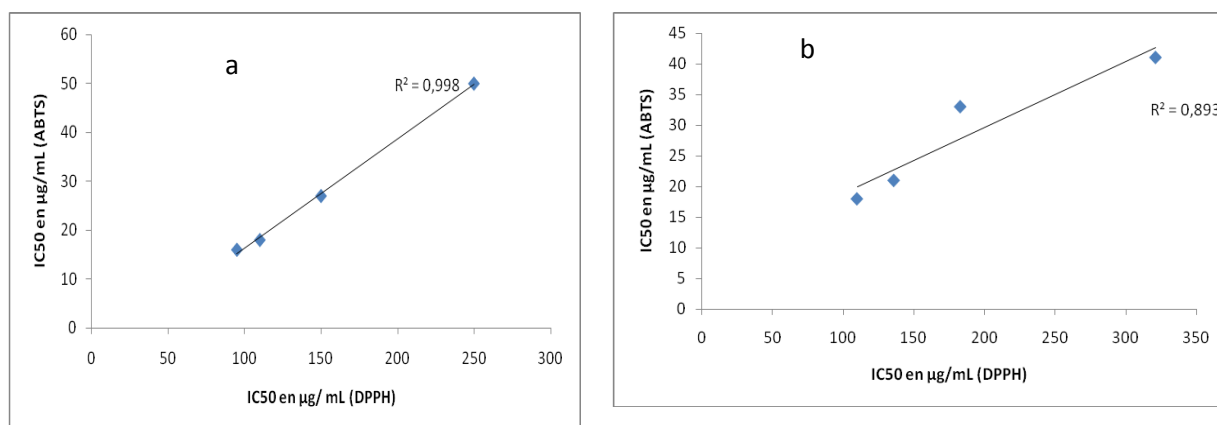 a
R² = 0,998
IC50 en µg/mL (ABTS)
60
50
40
30
20
10
0
0 50 100 150 200 250 300
IC50 en µg/ mL (DPPH)
b
R² = 0,893
IC50 en µg/mL (ABTS)
45
40
35
30
25
20
15
10
5
0
0 50 100 150 200 250 300 350
IC50 en µg/mL (DPPH)